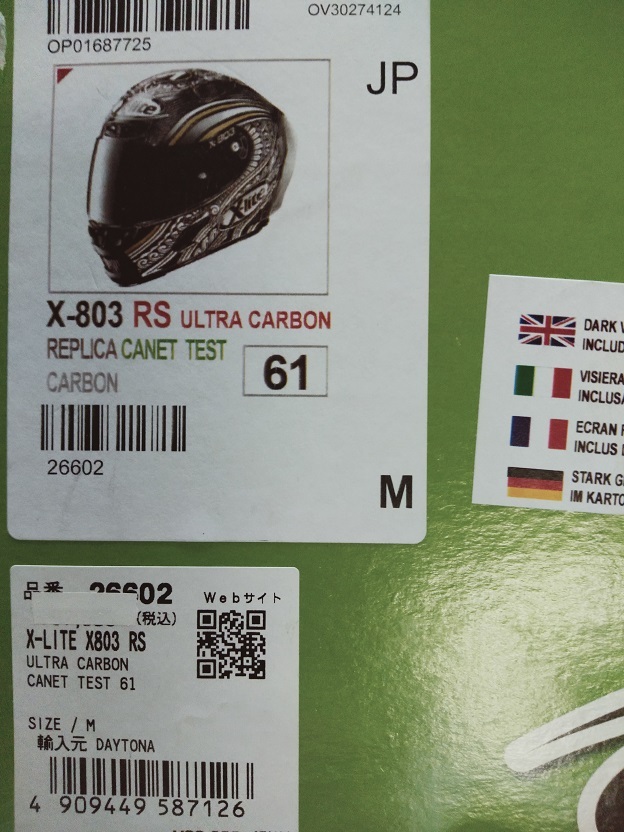 OV30274124
OP01687725
JP
X-lite
X-803 RS ULTRA CARBON
REPLICA CANET TEST
61
CARBON
26602
M
DARK
INCLUD
VISIERA
INCLUSA
ECRAN
INCLUS
STARK
IM KARTO
品番 26602
Webサイト
(税込)
X-LITE X803 RS
ULTRA CARBON
CANET TEST 61
SIZE / M
輸入元 DAYTONA
4 909449 587126